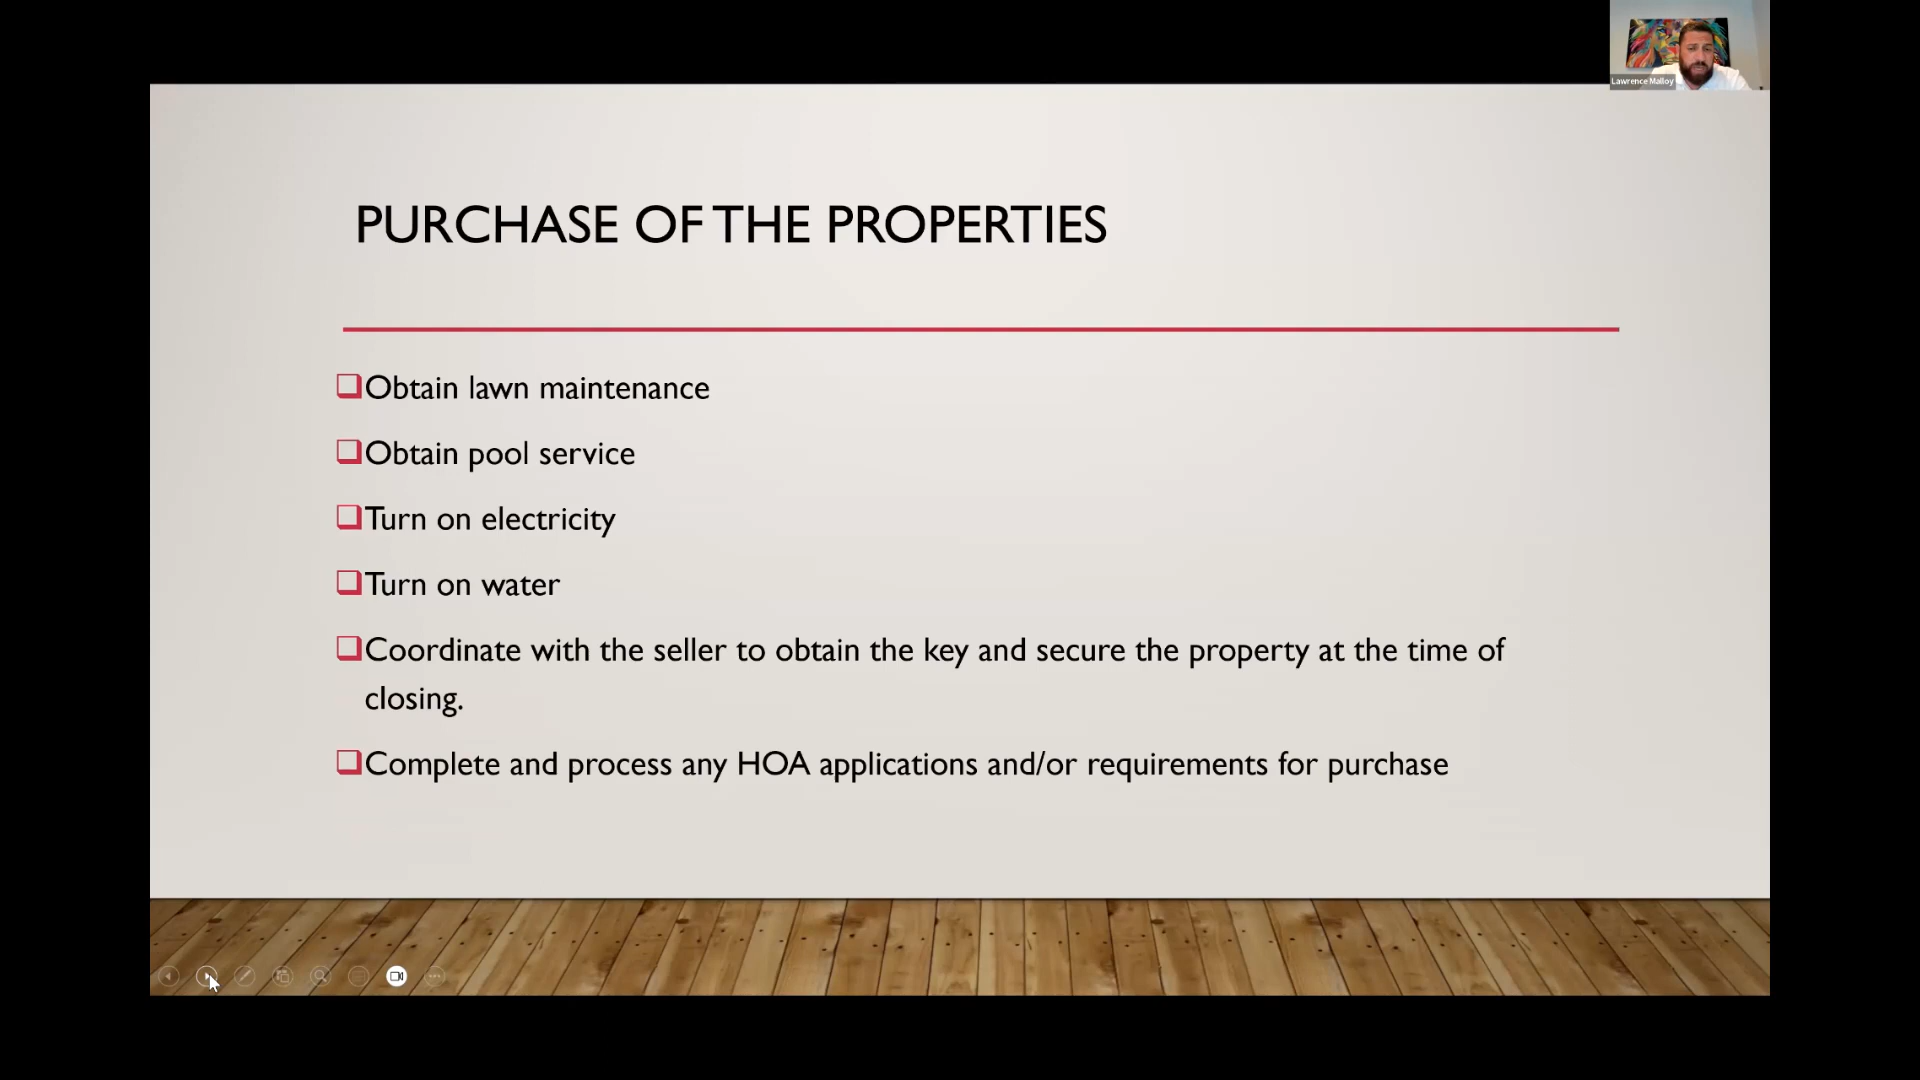 Lawrence Malloy
PURCHASE OF THE PROPERTIES
Obtain lawn maintenance
Obtain pool service
Turn on electricity
Turn on water
Coordinate with the seller to obtain the key and secure the property at the time of
closing.
Complete and process any HOA applications and/or requirements for purchase